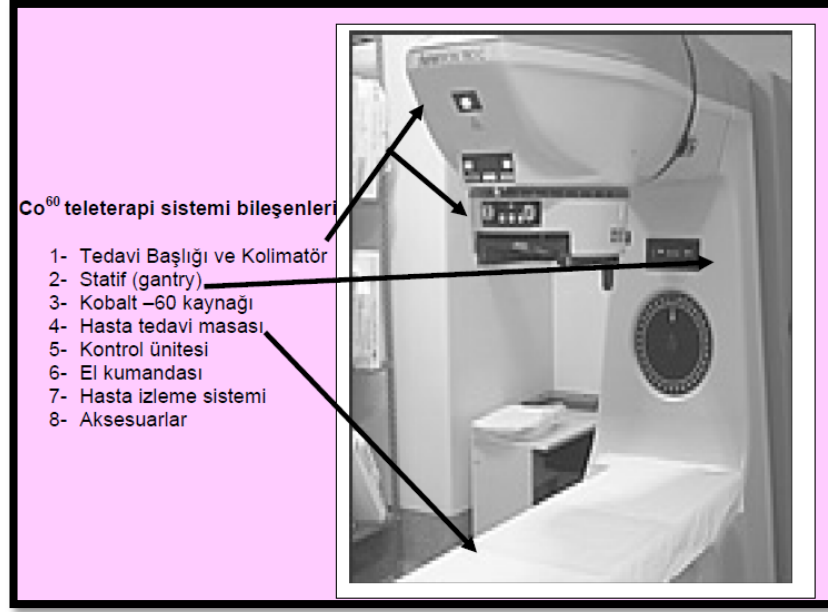 Co60 teleterapi sistemi bileşenleri
1- Tedavi Başlığı ve Kolimatör
2- Statif (gantry)
3- Kobalt –60 kaynağı
4- Hasta tedavi masası
5- Kontrol ünitesi
6- El kumandası
7- Hasta izleme sistemi
8- Aksesuarlar